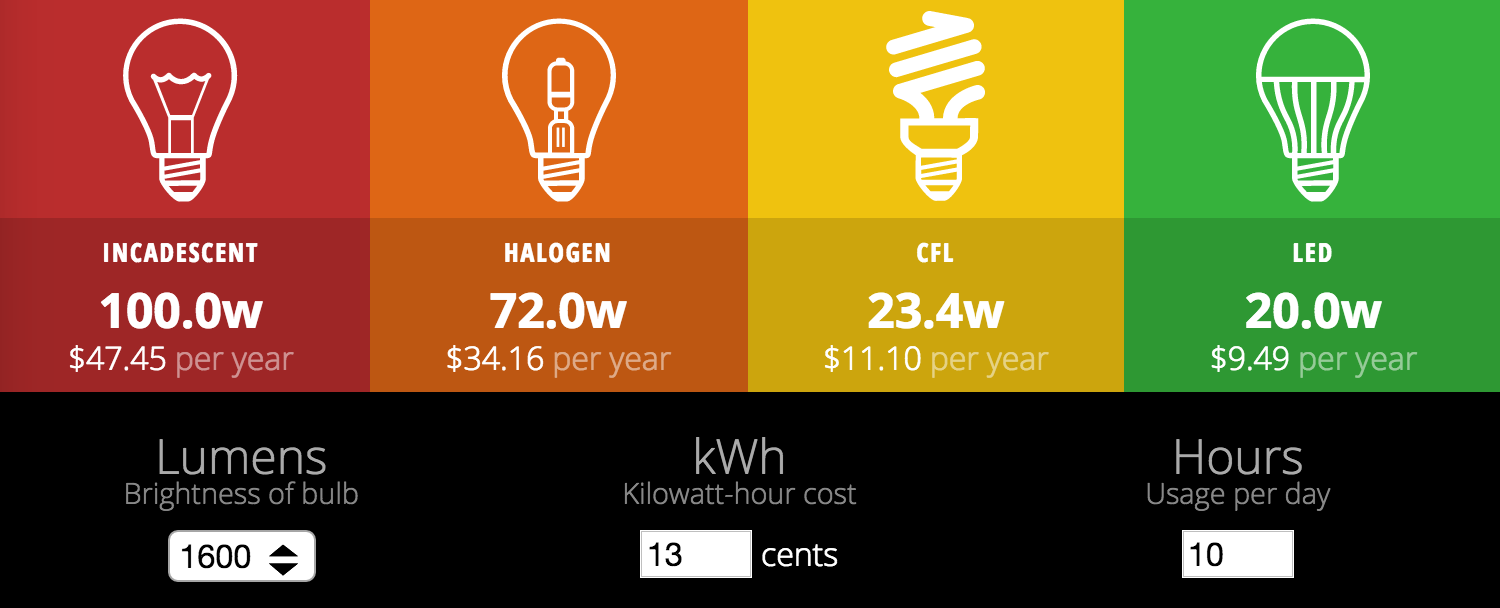 INCADESCENT
100.0w
$47.45 per year
HALOGEN
72.0w
$34.16 per year
CFL
23.4w
$11.10 per year
LED
20.0w
$9.49 per year
Lumens
Brightness of bulb
1600
kWh
Kilowatt-hour cost
13 cents
Hours
Usage per day
10